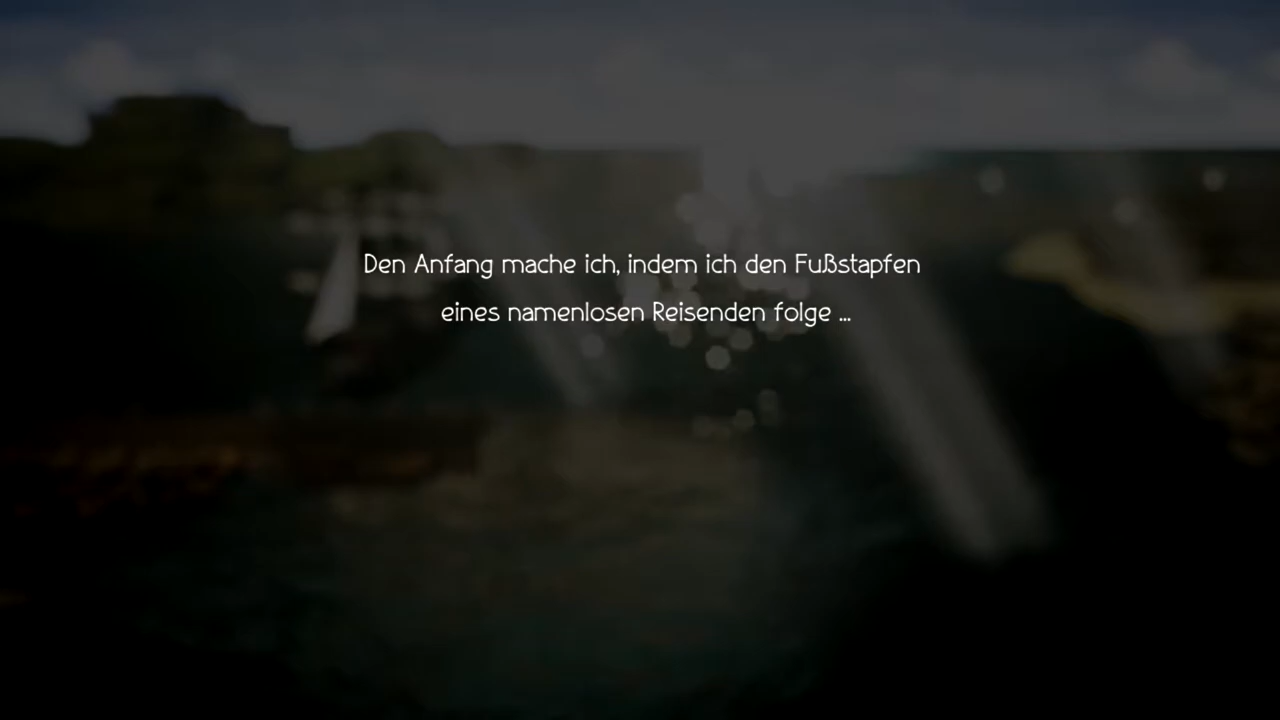 Den Anfang mache ich, indem ich den Fußstapfen
eines namenlosen Reisenden folge ...